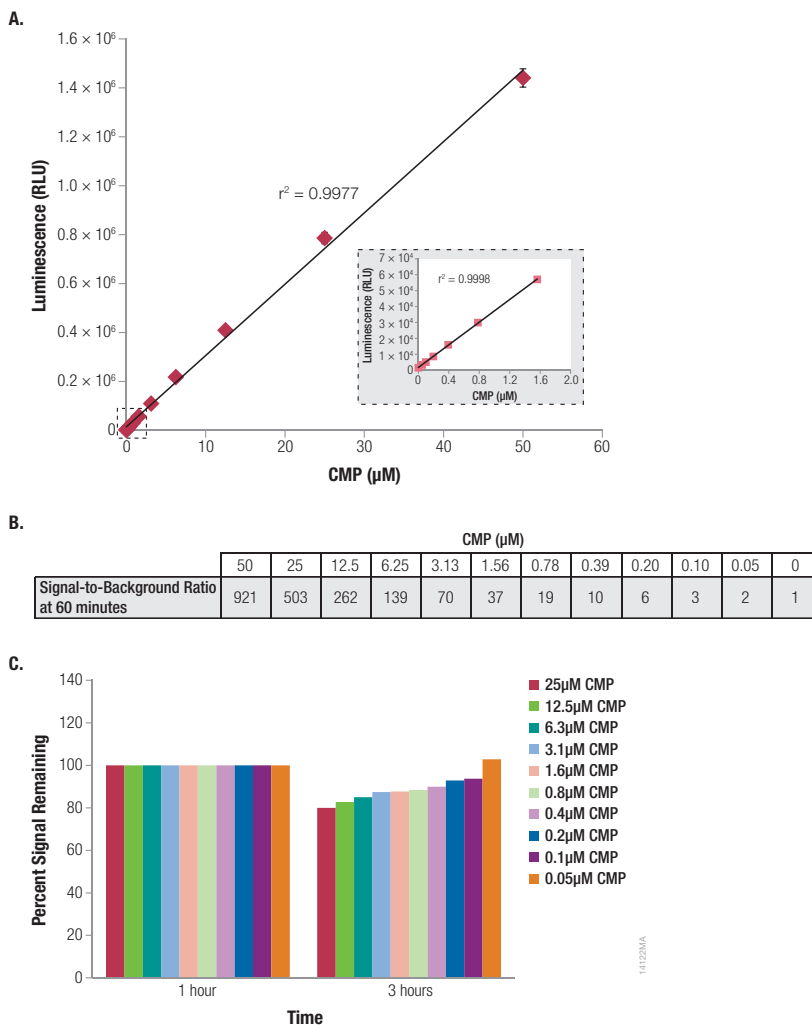 A.
1.6 × 10⁶
1.4 × 10⁶
1.2 × 10⁶
1.0 × 10⁶
0.8 × 10⁶
0.6 × 10⁶
0.4 × 10⁶
0.2 × 10⁶
0
Luminescence (RLU)
r² = 0.9977
0 10 20 30 40 50 60
CMP (µM)
7 × 10⁴
6 × 10⁴
5 × 10⁴
4 × 10⁴
3 × 10⁴
2 × 10⁴
1 × 10⁴
0
Luminescence (RLU)
r² = 0.9998
0 0.4 0.8 1.2 1.6 2.0
CMP (µM)
B.
CMP (µM)
50 25 12.5 6.25 3.13 1.56 0.78 0.39 0.20 0.10 0.05 0
Signal-to-Background Ratio
at 60 minutes
921 503 262 139 70 37 19 10 6 3 2 1
C.
140
120
100
80
60
40
20
0
Percent Signal Remaining
1 hour 3 hours
Time
25µM CMP
12.5µM CMP
6.3µM CMP
3.1µM CMP
1.6µM CMP
0.8µM CMP
0.4µM CMP
0.2µM CMP
0.1µM CMP
0.05µM CMP
14122MA